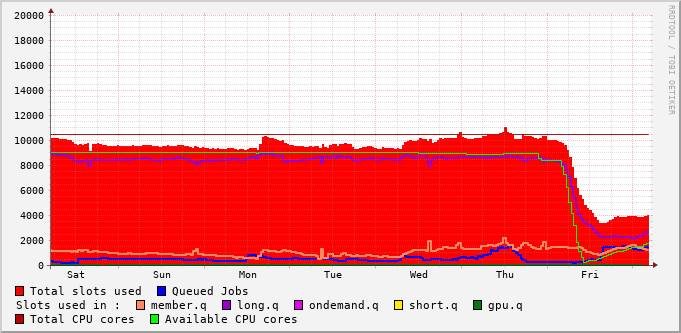 RRDTOOL / TOBI OETIKER
20000
18000
16000
14000
12000
10000
8000
6000
4000
2000
0
Sat Sun Mon Tue Wed Thu Fri
Total slots used Queued Jobs
Slots used in : member.q long.q ondemand.q short.q gpu.q
Total CPU cores Available CPU cores